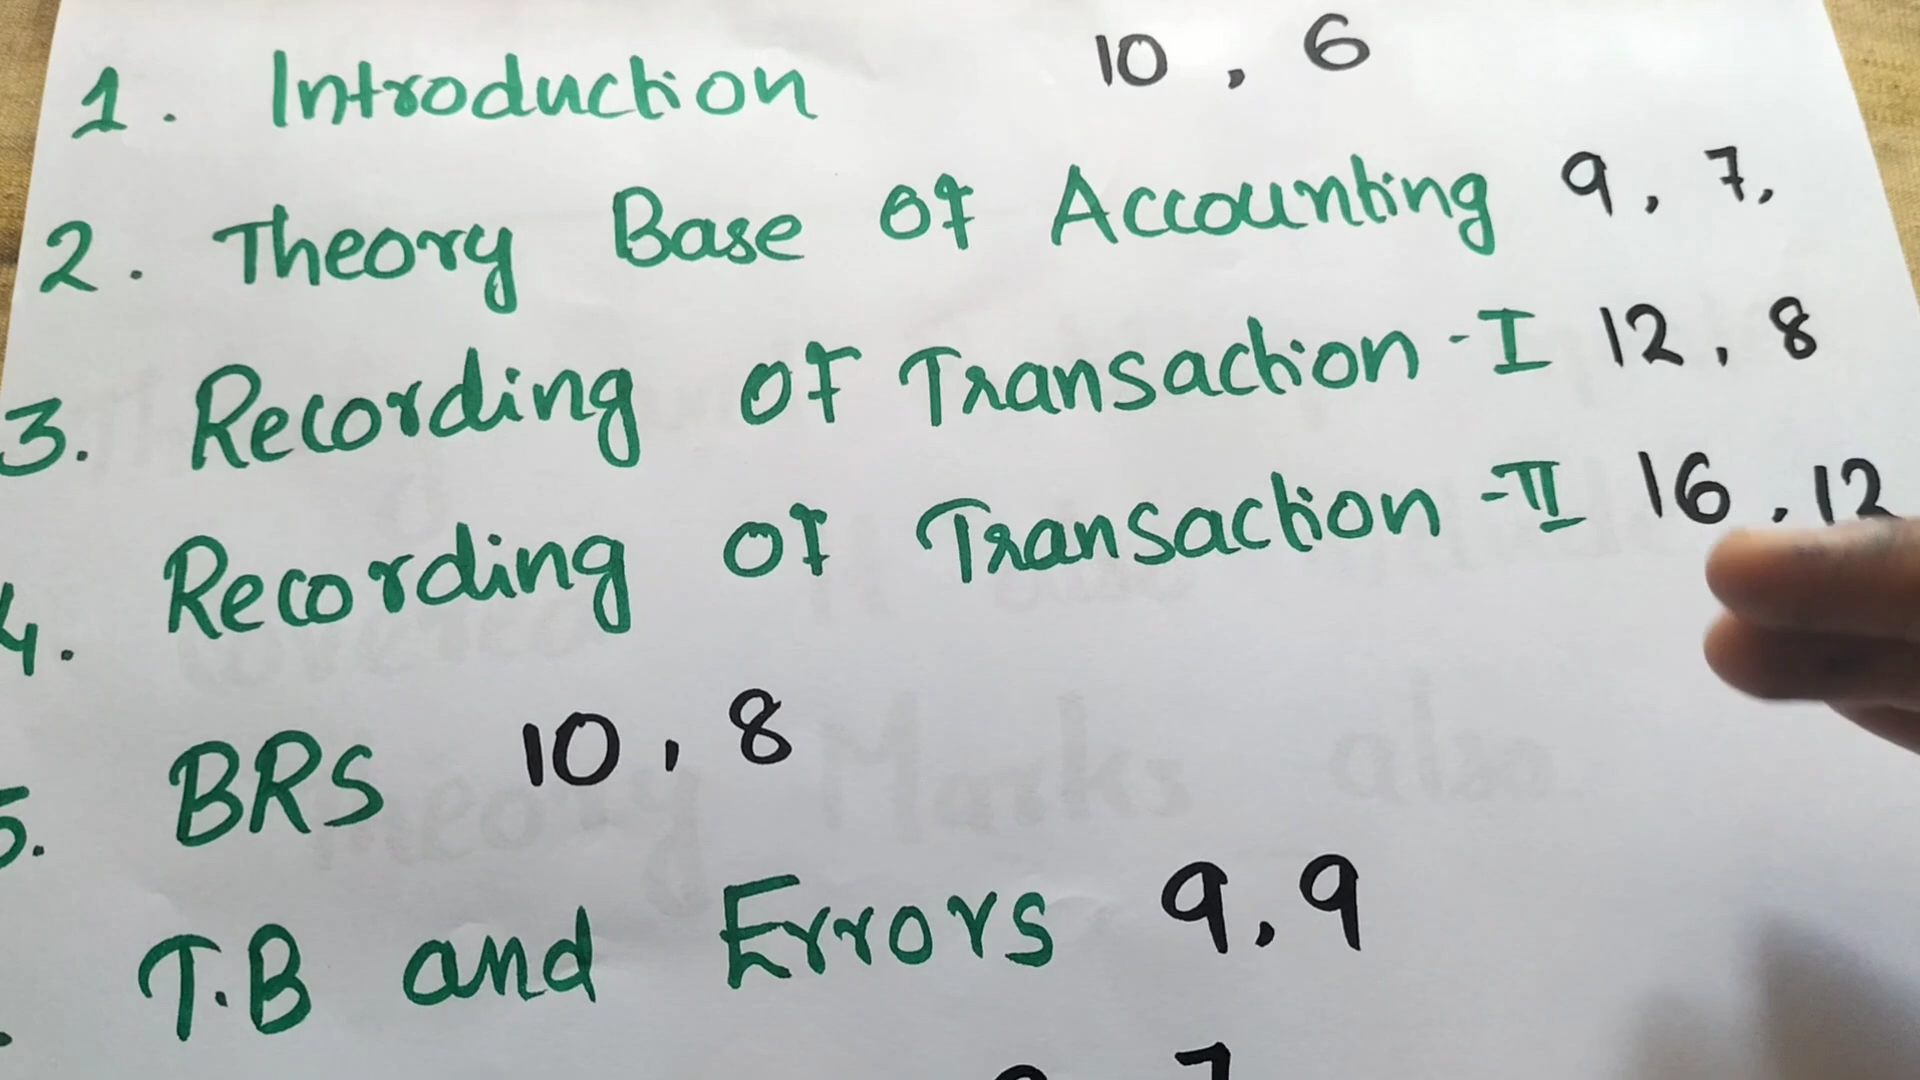 1. Introduction 10, 6
2. Theory Base of Accounting 9, 7,
3. Recording of Transaction -I 12, 8
4. Recording of Transaction -II 16, 12
5. BRS 10, 8
. T.B and Errors 9, 9
7